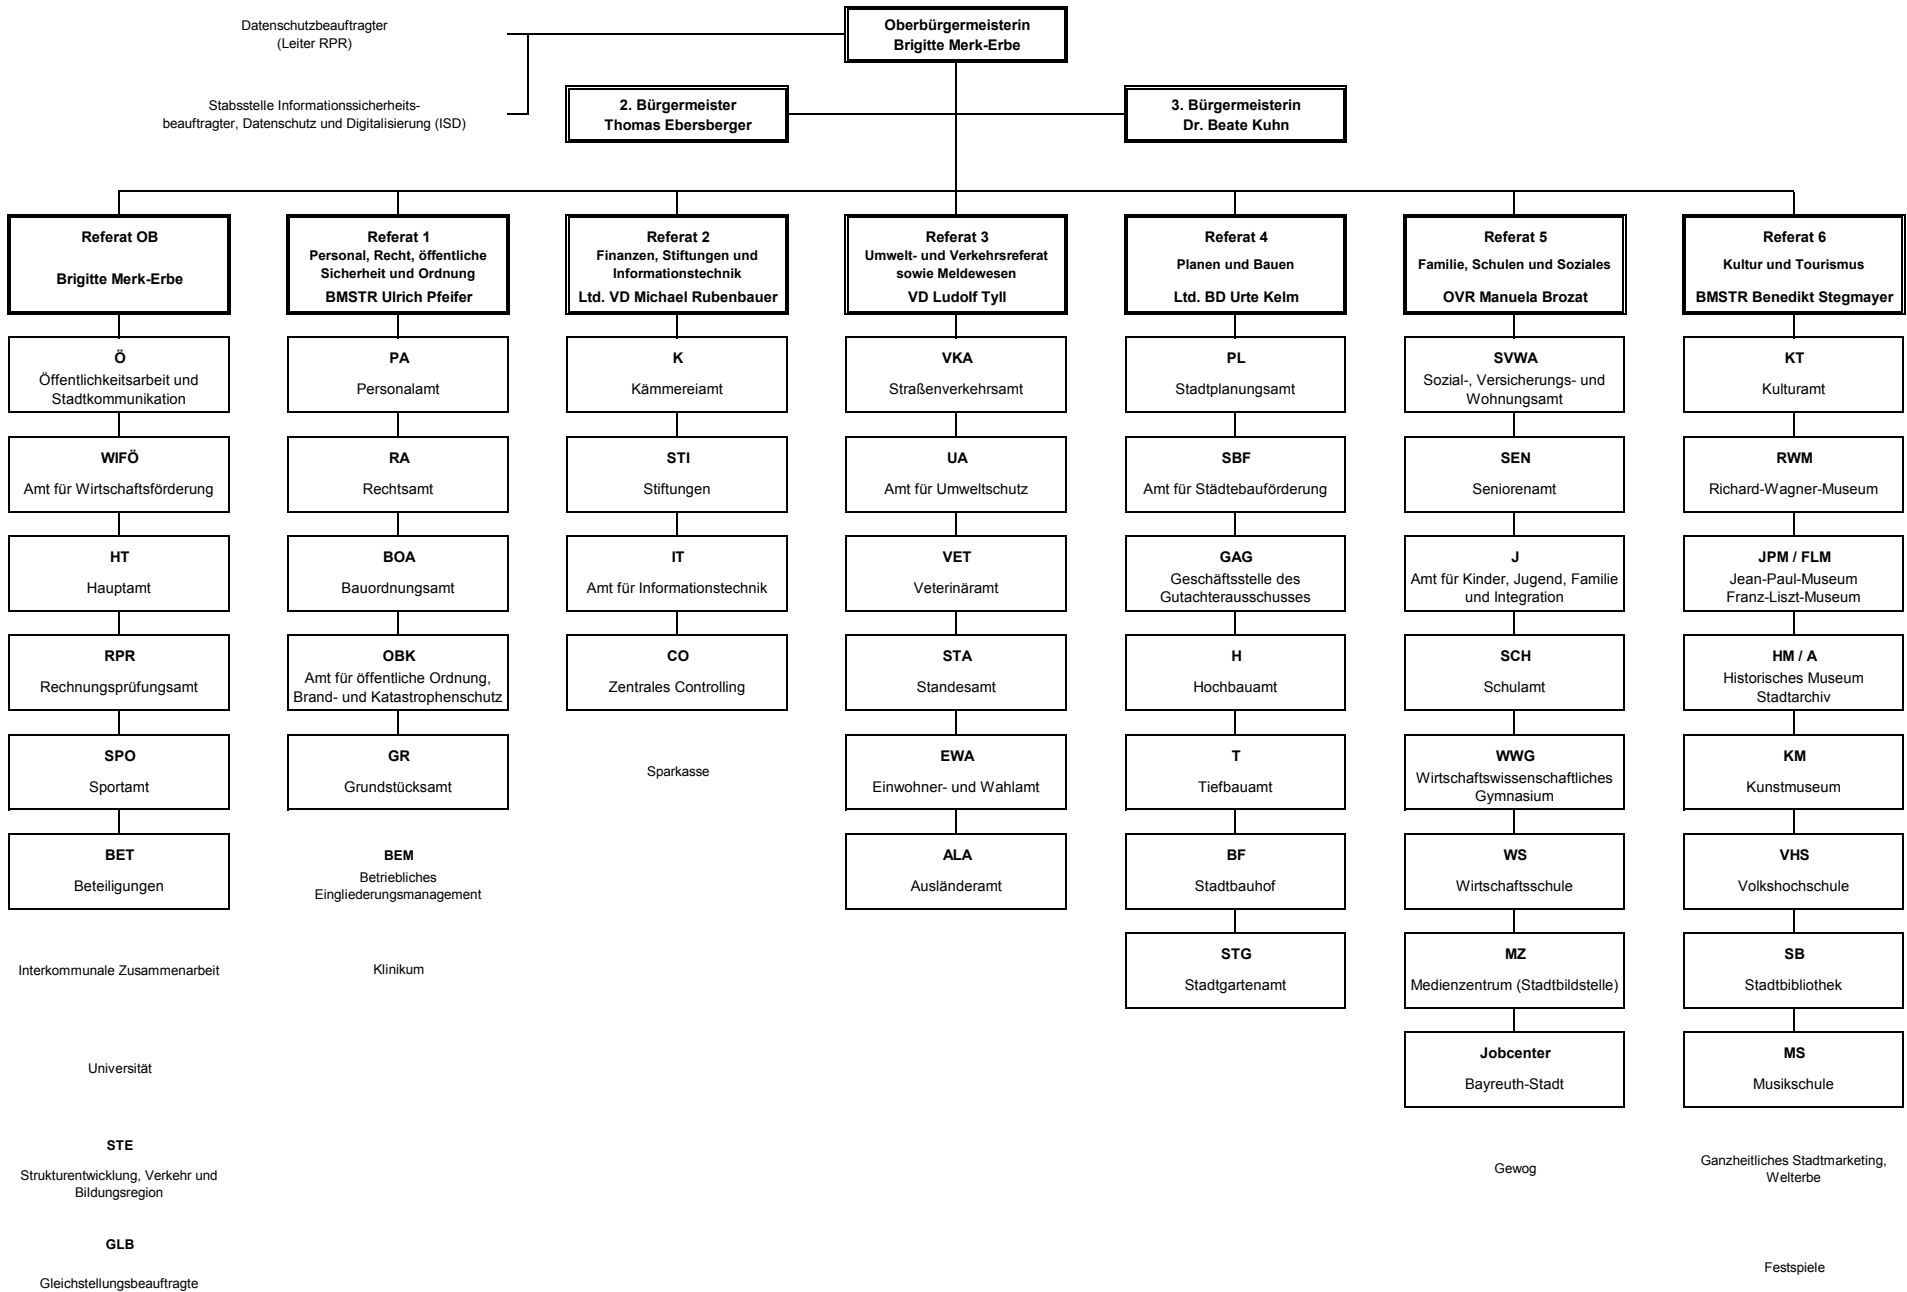 Datenschutzbeauftragter
(Leiter RPR)
Oberbürgermeisterin
Brigitte Merk-Erbe
Stabsstelle Informationssicherheits-
beauftragter, Datenschutz und Digitalisierung (ISD)
2. Bürgermeister
Thomas Ebersberger
3. Bürgermeisterin
Dr. Beate Kuhn
Referat OB
Brigitte Merk-Erbe
Ö
Öffentlichkeitsarbeit und
Stadtkommunikation
WIFÖ
Amt für Wirtschaftsförderung
HT
Hauptamt
RPR
Rechnungsprüfungsamt
SPO
Sportamt
BET
Beteiligungen
Interkommunale Zusammenarbeit
Universität
STE
Strukturentwicklung, Verkehr und
Bildungsregion
GLB
Gleichstellungsbeauftragte
Referat 1
Personal, Recht, öffentliche
Sicherheit und Ordnung
BMSTR Ulrich Pfeifer
PA
Personalamt
RA
Rechtsamt
BOA
Bauordnungsamt
OBK
Amt für öffentliche Ordnung,
Brand- und Katastrophenschutz
GR
Grundstücksamt
BEM
Betriebliches
Eingliederungsmanagement
Klinikum
Referat 2
Finanzen, Stiftungen und
Informationstechnik
Ltd. VD Michael Rubenbauer
K
Kämmereiamt
STI
Stiftungen
IT
Amt für Informationstechnik
CO
Zentrales Controlling
Sparkasse
Referat 3
Umwelt- und Verkehrsreferat
sowie Meldewesen
VD Ludolf Tyll
VKA
Straßenverkehrsamt
UA
Amt für Umweltschutz
VET
Veterinäramt
STA
Standesamt
EWA
Einwohner- und Wahlamt
ALA
Ausländeramt
Referat 4
Planen und Bauen
Ltd. BD Urte Kelm
PL
Stadtplanungsamt
SBF
Amt für Städtebauförderung
GAG
Geschäftsstelle des
Gutachterausschusses
H
Hochbauamt
T
Tiefbauamt
BF
Stadtbauhof
STG
Stadtgartenamt
Referat 5
Familie, Schulen und Soziales
OVR Manuela Brozat
SVWA
Sozial-, Versicherungs- und
Wohnungsamt
SEN
Seniorenamt
J
Amt für Kinder, Jugend, Familie
und Integration
SCH
Schulamt
WWG
Wirtschaftswissenschaftliches
Gymnasium
WS
Wirtschaftsschule
MZ
Medienzentrum (Stadtbildstelle)
Jobcenter
Bayreuth-Stadt
Gewog
Referat 6
Kultur und Tourismus
BMSTR Benedikt Stegmayer
KT
Kulturamt
RWM
Richard-Wagner-Museum
JPM / FLM
Jean-Paul-Museum
Franz-Liszt-Museum
HM / A
Historisches Museum
Stadtarchiv
KM
Kunstmuseum
VHS
Volkshochschule
SB
Stadtbibliothek
MS
Musikschule
Ganzheitliches Stadtmarketing,
Welterbe
Festspiele